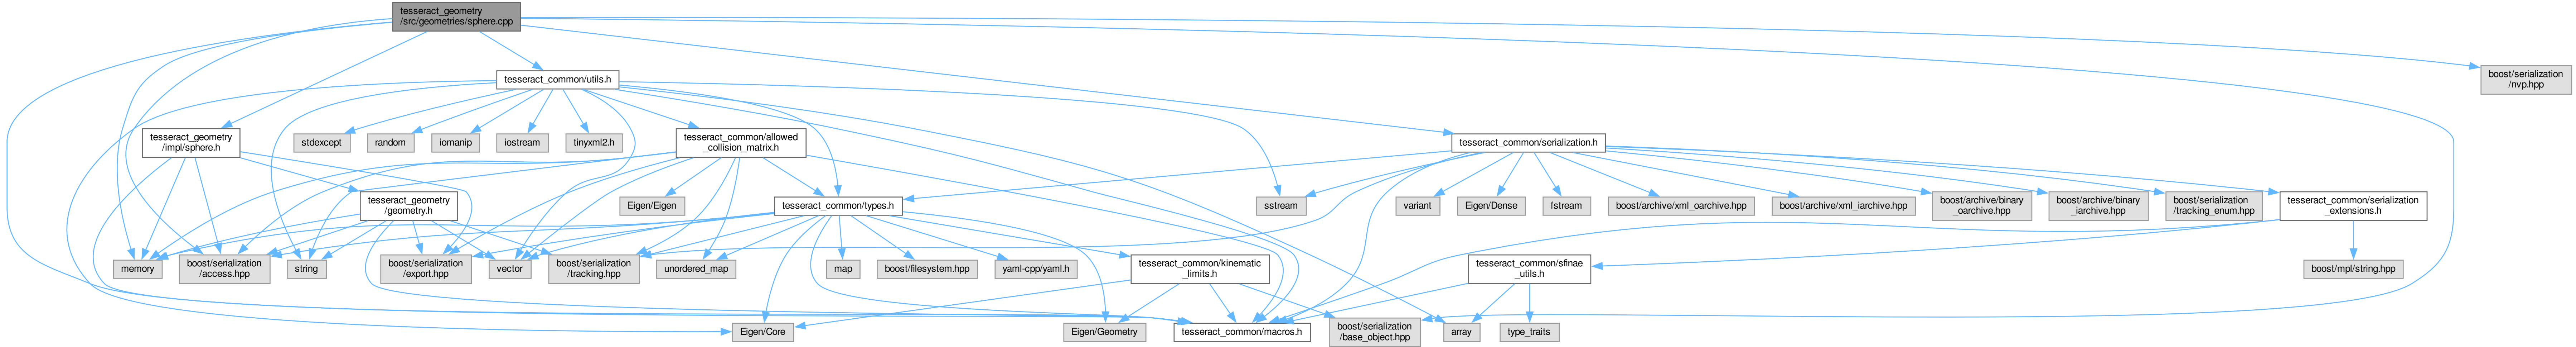 tesseract_geometry
/src/geometries/sphere.cpp
tesseract_common/utils.h
boost/serialization
/nvp.hpp
tesseract_geometry
/impl/sphere.h
stdexcept
random
iomanip
iostream
tinyxml2.h
tesseract_common/allowed
_collision_matrix.h
tesseract_common/serialization.h
tesseract_geometry
/geometry.h
Eigen/Eigen
tesseract_common/types.h
sstream
variant
Eigen/Dense
fstream
boost/archive/xml_oarchive.hpp
boost/archive/xml_iarchive.hpp
boost/archive/binary
_oarchive.hpp
boost/archive/binary
_iarchive.hpp
boost/serialization
/tracking_enum.hpp
tesseract_common/serialization
_extensions.h
memory
boost/serialization
/access.hpp
string
boost/serialization
/export.hpp
vector
boost/serialization
/tracking.hpp
unordered_map
map
boost/filesystem.hpp
yaml-cpp/yaml.h
tesseract_common/kinematic
_limits.h
tesseract_common/sfinae
_utils.h
boost/mpl/string.hpp
Eigen/Core
Eigen/Geometry
tesseract_common/macros.h
boost/serialization
/base_object.hpp
array
type_traits